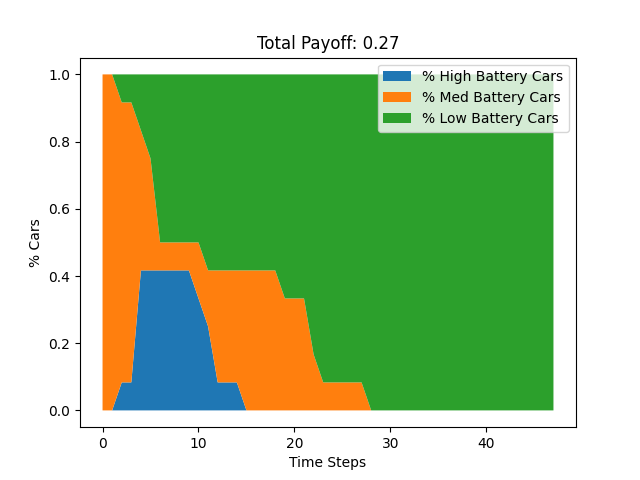 Total Payoff: 0.27
% High Battery Cars
% Med Battery Cars
% Low Battery Cars
1.0
0.8
0.6
0.4
0.2
0.0
% Cars
0
10
20
30
40
Time Steps